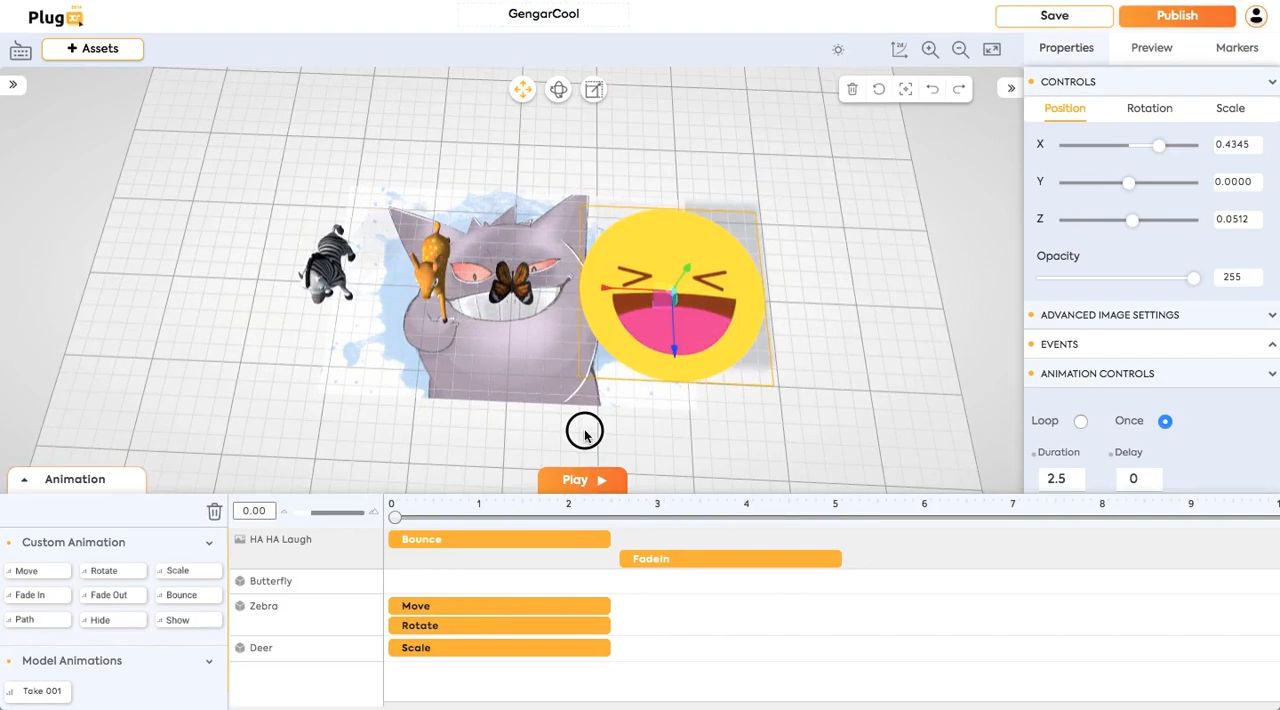 PlugXR BETA
GengarCool
Save
Publish
+ Assets
Properties
Preview
Markers
CONTROLS
Position
Rotation
Scale
X
0.4345
Y
0.0000
Z
0.0512
Opacity
255
ADVANCED IMAGE SETTINGS
EVENTS
ANIMATION CONTROLS
Loop
Once
Duration
Delay
2.5
0
Animation
Play
0.00
0 1 2 3 4 5 6 7 8 9 1
Custom Animation
Move
Rotate
Scale
Fade In
Fade Out
Bounce
Path
Hide
Show
Model Animations
Take 001
HA HA Laugh
Bounce
FadeIn
Butterfly
Zebra
Move
Rotate
Deer
Scale